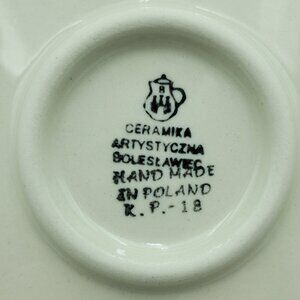 B
CERAMIKA
ARTYSTYCZNA
BOLESŁAWIEC
HAND MADE
IN POLAND
K. P.-18